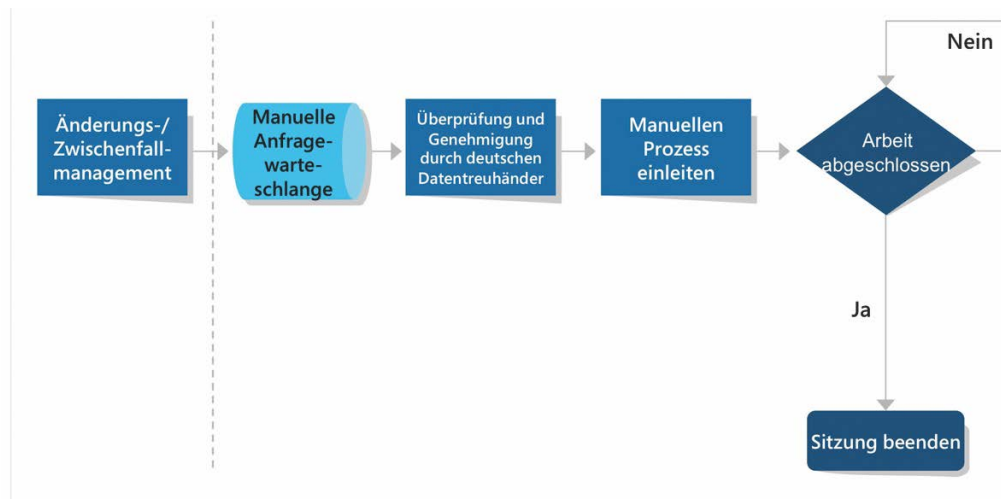 Nein
Änderungs-/
Zwischenfall-
management
Manuelle
Anfrage-
warte-
schlange
Überprüfung und
Genehmigung
durch deutschen
Datentreuhänder
Manuellen
Prozess
einleiten
Arbeit
abgeschlossen
Ja
Sitzung beenden